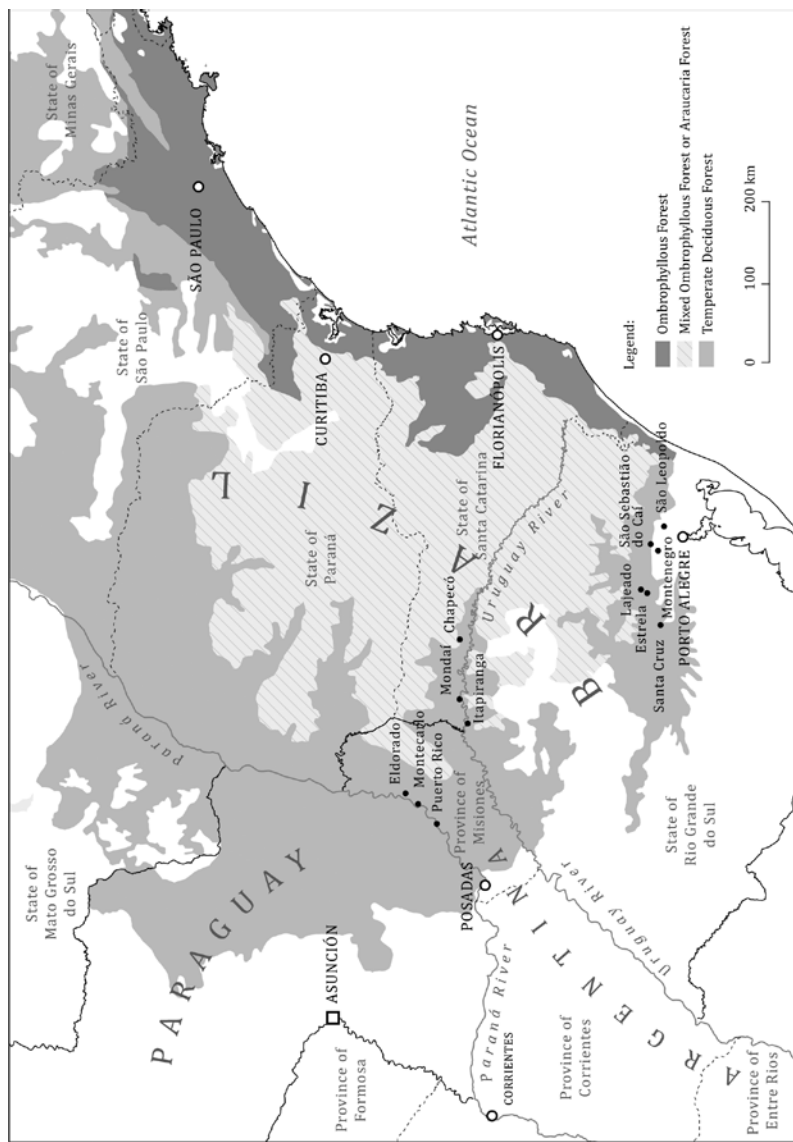 PARAGUAY
State of
Mato Grosso
do Sul
paraná River
State of
São Paulo
State of
Minas Gerais
SÃO PAULO
ASUNCIÓN
Province of
Formosa
State of
Paraná
CURITIBA
Eldorado
Montecarlo
Puerto Rico
Province of
Misiones
POSADAS
Paraná River
CORRIENTES
Province of
Corrientes
Mondaí
Chapecó
Itapiranga
State of
Santa Catarina
Uruguay River
FLORIANÓPOLIS
Atlantic Ocean
BRAZIL
ARGENTINA
Uruguay River
Province of
Entre Rios
State of
Rio Grande
do Sul
Lajeado
Estrela
Santa Cruz
São Sebastião
do Caí
Montenegro
São Leopoldo
PORTO ALEGRE
Legend:
Ombrophyllous Forest
Mixed Ombrophyllous Forest or Araucaria Forest
Temperate Deciduous Forest
0 100 200 km